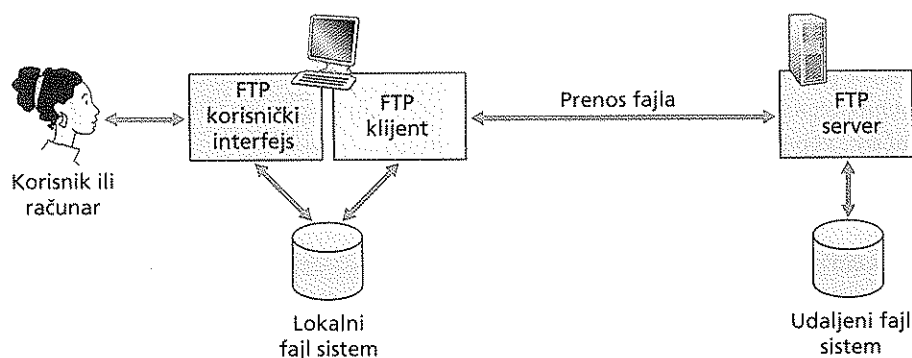 FTP
korisnički
interfejs
FTP
klijent
Prenos fajla
FTP
server
Korisnik ili
računar
Lokalni
fajl sistem
Udaljeni fajl
sistem